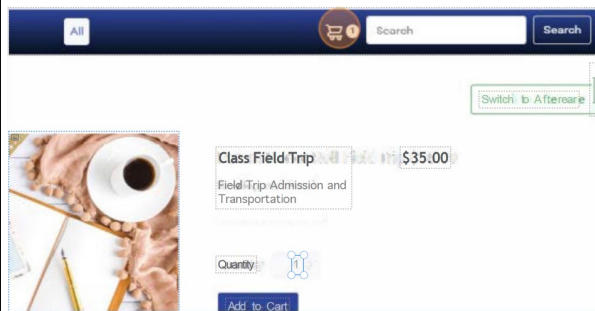 All
1
Search
Search
Switch to Aftercare
Class Field Trip $35.00
Field Trip Admission and
Transportation
Quantity 1
Add to Cart